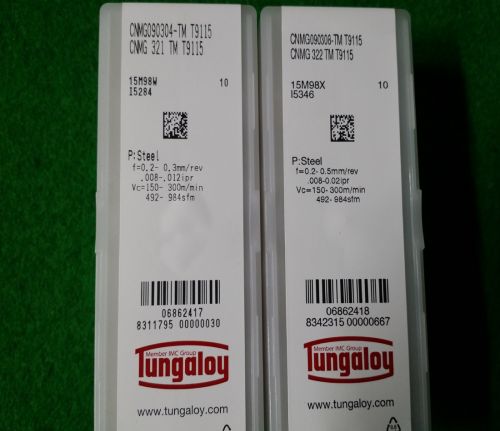 CNMG090304-TM T9115
CNMG 321 TM T9115
15M98W 10
I5284
P:Steel
f=0.2- 0.3mm/rev
.008-.012ipr
Vc=150- 300m/min
492- 984sfm
06862417
8311795 00000030
Member IMC Group
Tungaloy
www.tungaloy.com
CNMG090308-TM T9115
CNMG 322 TM T9115
15M98X 10
I5346
P:Steel
f=0.2- 0.5mm/rev
.008-0.02ipr
Vc=150- 300m/min
492- 984sfm
06862418
8342315 00000667
Member IMC Group
Tungaloy
www.tungaloy.com